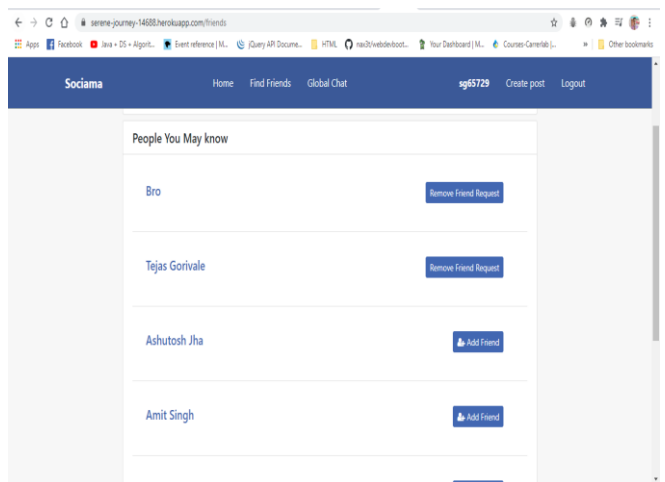 serene-journey-14688.herokuapp.com/friends
Apps Facebook Java + DS + Algorit... Event reference | M... jQuery API Docume... HTML nax3t/webdevboot... Your Dashboard | M... Courses-Carrerlab |... » Other bookmarks
Sociama Home Find Friends Global Chat sg65729 Create post Logout
People You May know
Bro Remove Friend Request
Tejas Gorivale Remove Friend Request
Ashutosh Jha Add Friend
Amit Singh Add Friend